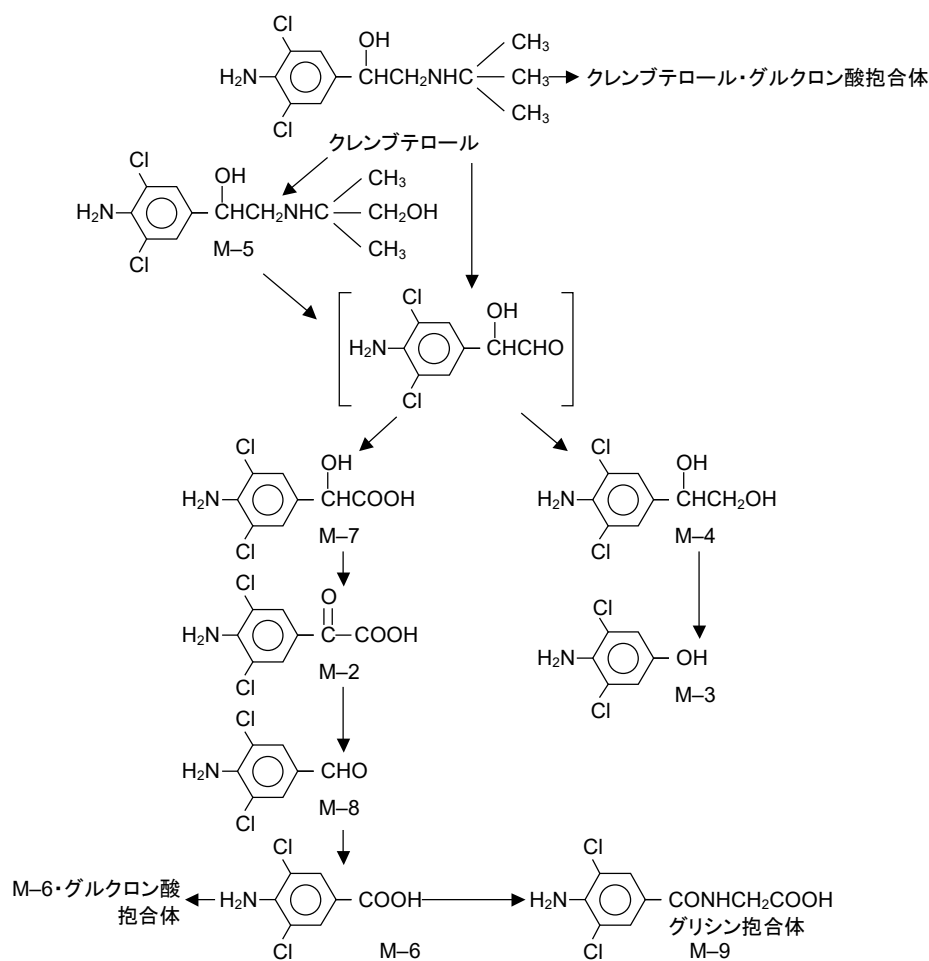 Cl
OH
CH₃
H₂N
CHCH₂NHC
CH₃
クレンブテロール・グルクロン酸抱合体
Cl
CH₃
クレンブテロール
Cl
OH
CH₃
H₂N
CHCH₂NHC
CH₂OH
Cl
M–5
CH₃
Cl
OH
H₂N
CHCHO
Cl
Cl
OH
H₂N
CHCOOH
Cl
M–7
Cl
OH
H₂N
CHCH₂OH
Cl
M–4
Cl
O
H₂N
C
COOH
Cl
M–2
Cl
H₂N
OH
Cl
M–3
Cl
H₂N
CHO
Cl
M–8
M–6・グルクロン酸
抱合体
Cl
H₂N
COOH
Cl
M–6
Cl
H₂N
CONHCH₂COOH
グリシン抱合体
Cl
M–9